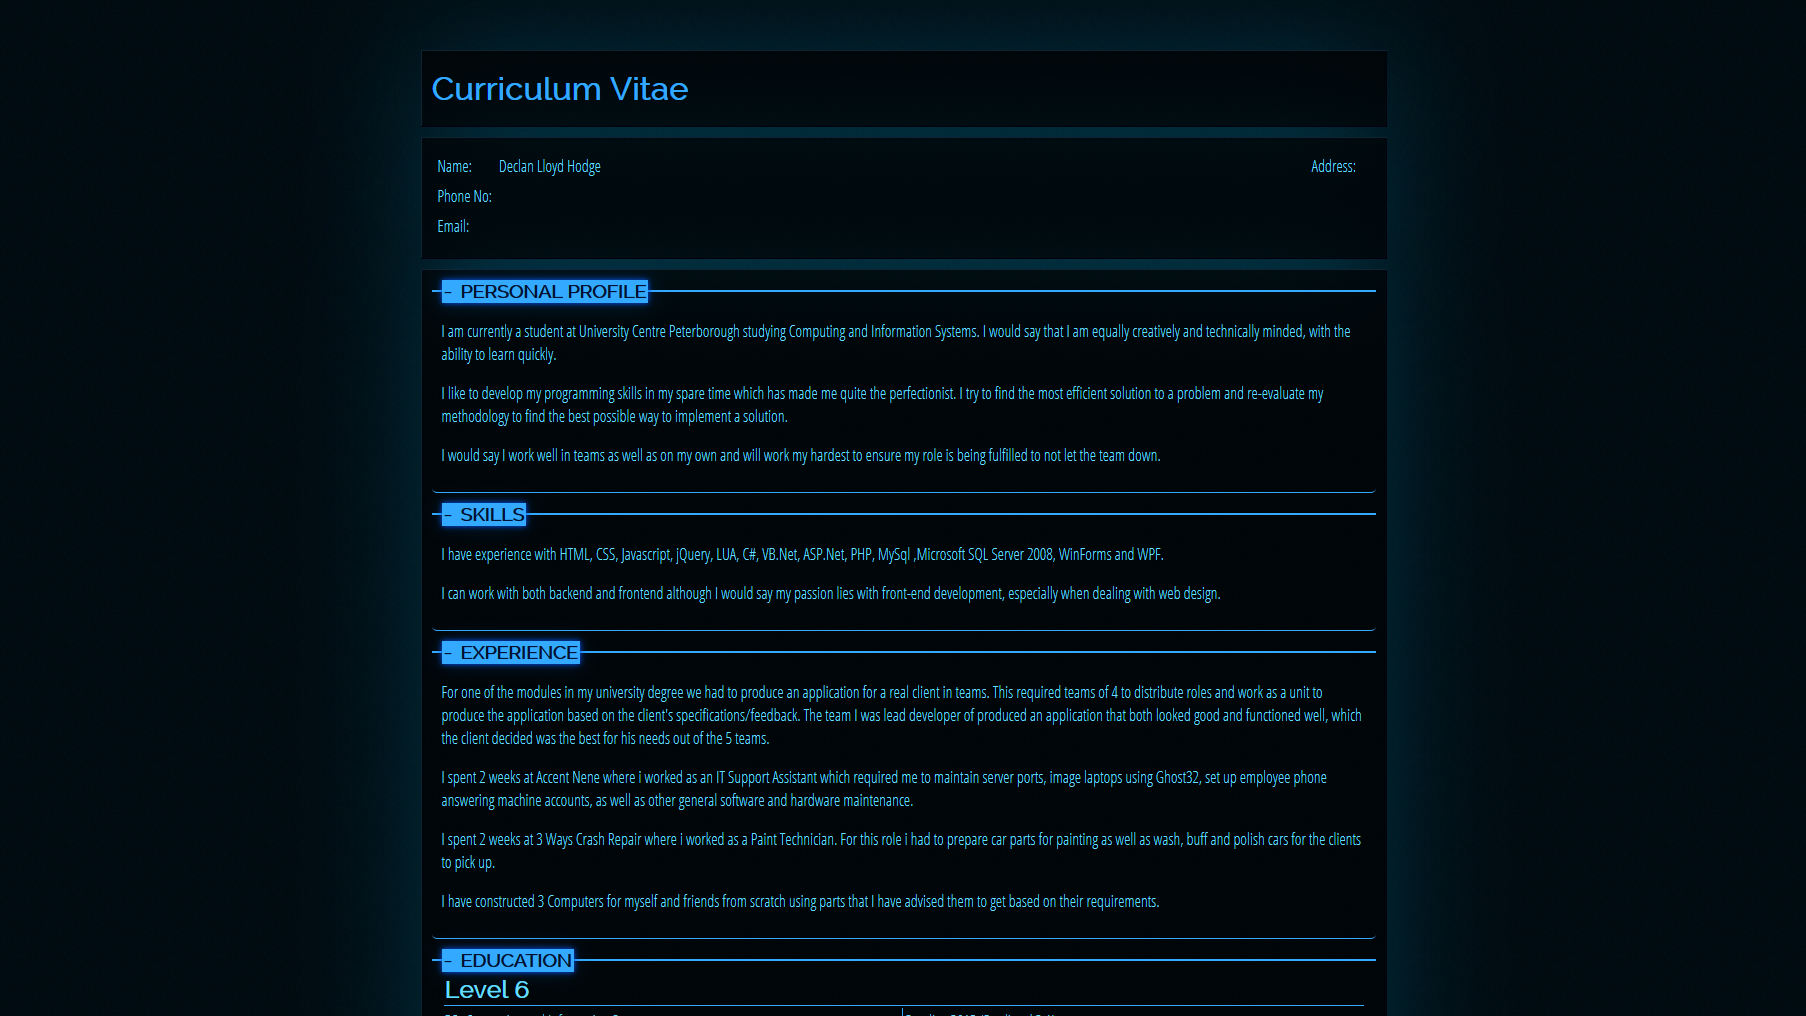 Curriculum Vitae
Name: Declan Lloyd Hodge Address:
Phone No:
Email:
- PERSONAL PROFILE
I am currently a student at University Centre Peterborough studying Computing and Information Systems. I would say that I am equally creatively and technically minded, with the
ability to learn quickly.
I like to develop my programming skills in my spare time which has made me quite the perfectionist. I try to find the most efficient solution to a problem and re-evaluate my
methodology to find the best possible way to implement a solution.
I would say I work well in teams as well as on my own and will work my hardest to ensure my role is being fulfilled to not let the team down.
- SKILLS
I have experience with HTML, CSS, Javascript, jQuery, LUA, C#, VB.Net, ASP.Net, PHP, MySql ,Microsoft SQL Server 2008, WinForms and WPF.
I can work with both backend and frontend although I would say my passion lies with front-end development, especially when dealing with web design.
- EXPERIENCE
For one of the modules in my university degree we had to produce an application for a real client in teams. This required teams of 4 to distribute roles and work as a unit to
produce the application based on the client's specifications/feedback. The team I was lead developer of produced an application that both looked good and functioned well, which
the client decided was the best for his needs out of the 5 teams.
I spent 2 weeks at Accent Nene where i worked as an IT Support Assistant which required me to maintain server ports, image laptops using Ghost32, set up employee phone
answering machine accounts, as well as other general software and hardware maintenance.
I spent 2 weeks at 3 Ways Crash Repair where i worked as a Paint Technician. For this role i had to prepare car parts for painting as well as wash, buff and polish cars for the clients
to pick up.
I have constructed 3 Computers for myself and friends from scratch using parts that I have advised them to get based on their requirements.
- EDUCATION
Level 6